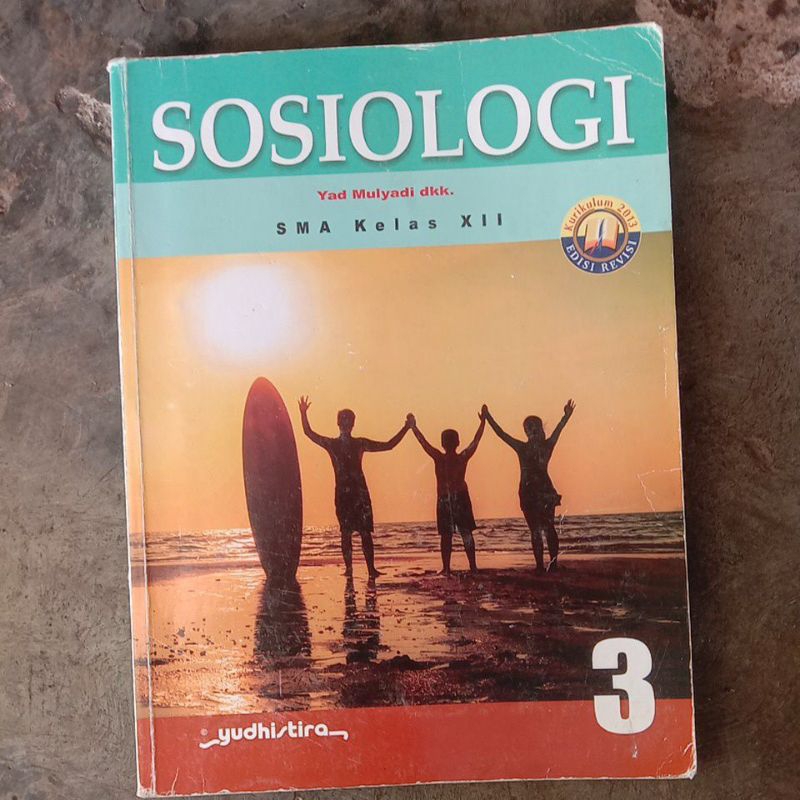 SOSIOLOGI
Yad Mulyadi dkk.
SMA Kelas XIi
Kurikulum 2013
EDISI REVISI
3
yudhistira